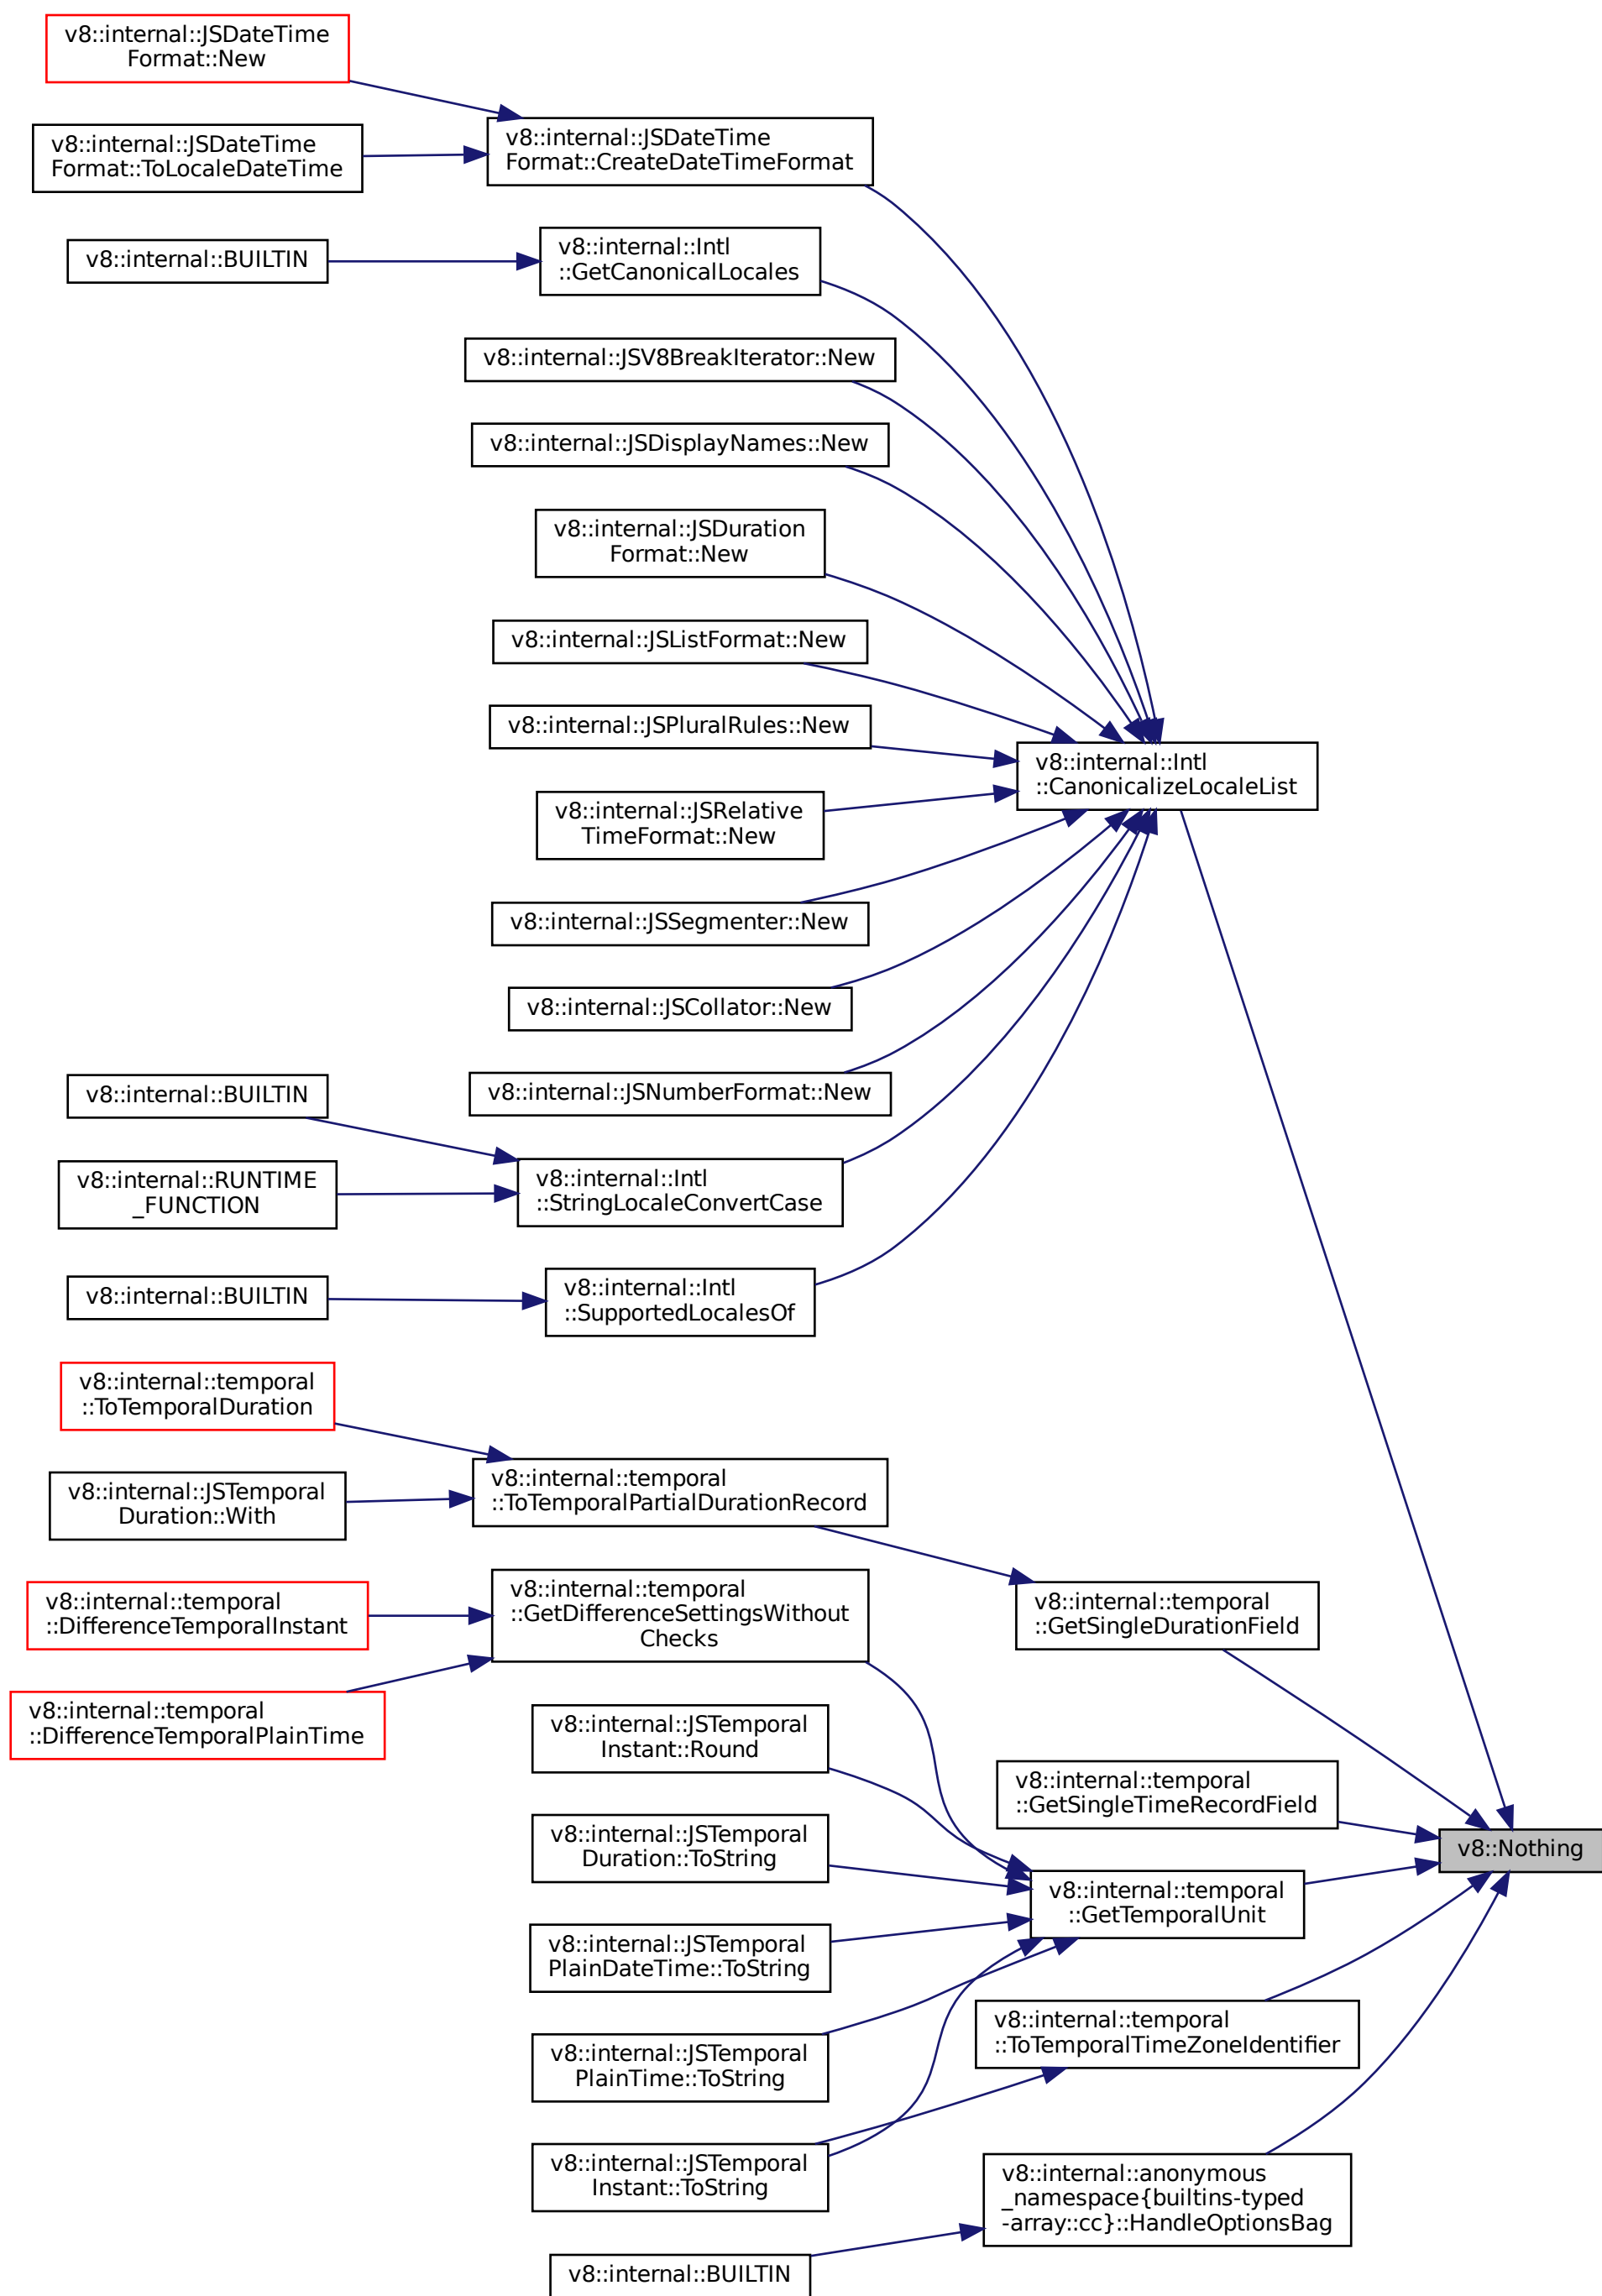 v8::internal::JSDateTime
Format::New
v8::internal::JSDateTime
Format::CreateDateTimeFormat
v8::internal::JSDateTime
Format::ToLocaleDateTime
v8::internal::Intl
::GetCanonicalLocales
v8::internal::BUILTIN
v8::internal::JSV8BreakIterator::New
v8::internal::JSDisplayNames::New
v8::internal::JSDuration
Format::New
v8::internal::JSListFormat::New
v8::internal::JSPluralRules::New
v8::internal::Intl
::CanonicalizeLocaleList
v8::internal::JSRelative
TimeFormat::New
v8::internal::JSSegmenter::New
v8::internal::JSCollator::New
v8::internal::JSNumberFormat::New
v8::internal::BUILTIN
v8::internal::RUNTIME
_FUNCTION
v8::internal::Intl
::StringLocaleConvertCase
v8::internal::BUILTIN
v8::internal::Intl
::SupportedLocalesOf
v8::internal::temporal
::ToTemporalDuration
v8::internal::temporal
::ToTemporalPartialDurationRecord
v8::internal::JSTemporal
Duration::With
v8::internal::temporal
::GetDifferenceSettingsWithout
Checks
v8::internal::temporal
::DifferenceTemporalInstant
v8::internal::temporal
::GetSingleDurationField
v8::internal::temporal
::DifferenceTemporalPlainTime
v8::internal::JSTemporal
Instant::Round
v8::internal::temporal
::GetSingleTimeRecordField
v8::Nothing
v8::internal::JSTemporal
Duration::ToString
v8::internal::temporal
::GetTemporalUnit
v8::internal::JSTemporal
PlainDateTime::ToString
v8::internal::temporal
::ToTemporalTimeZoneIdentifier
v8::internal::JSTemporal
PlainTime::ToString
v8::internal::JSTemporal
Instant::ToString
v8::internal::anonymous
_namespace{builtins-typed
-array::cc}::HandleOptionsBag
v8::internal::BUILTIN